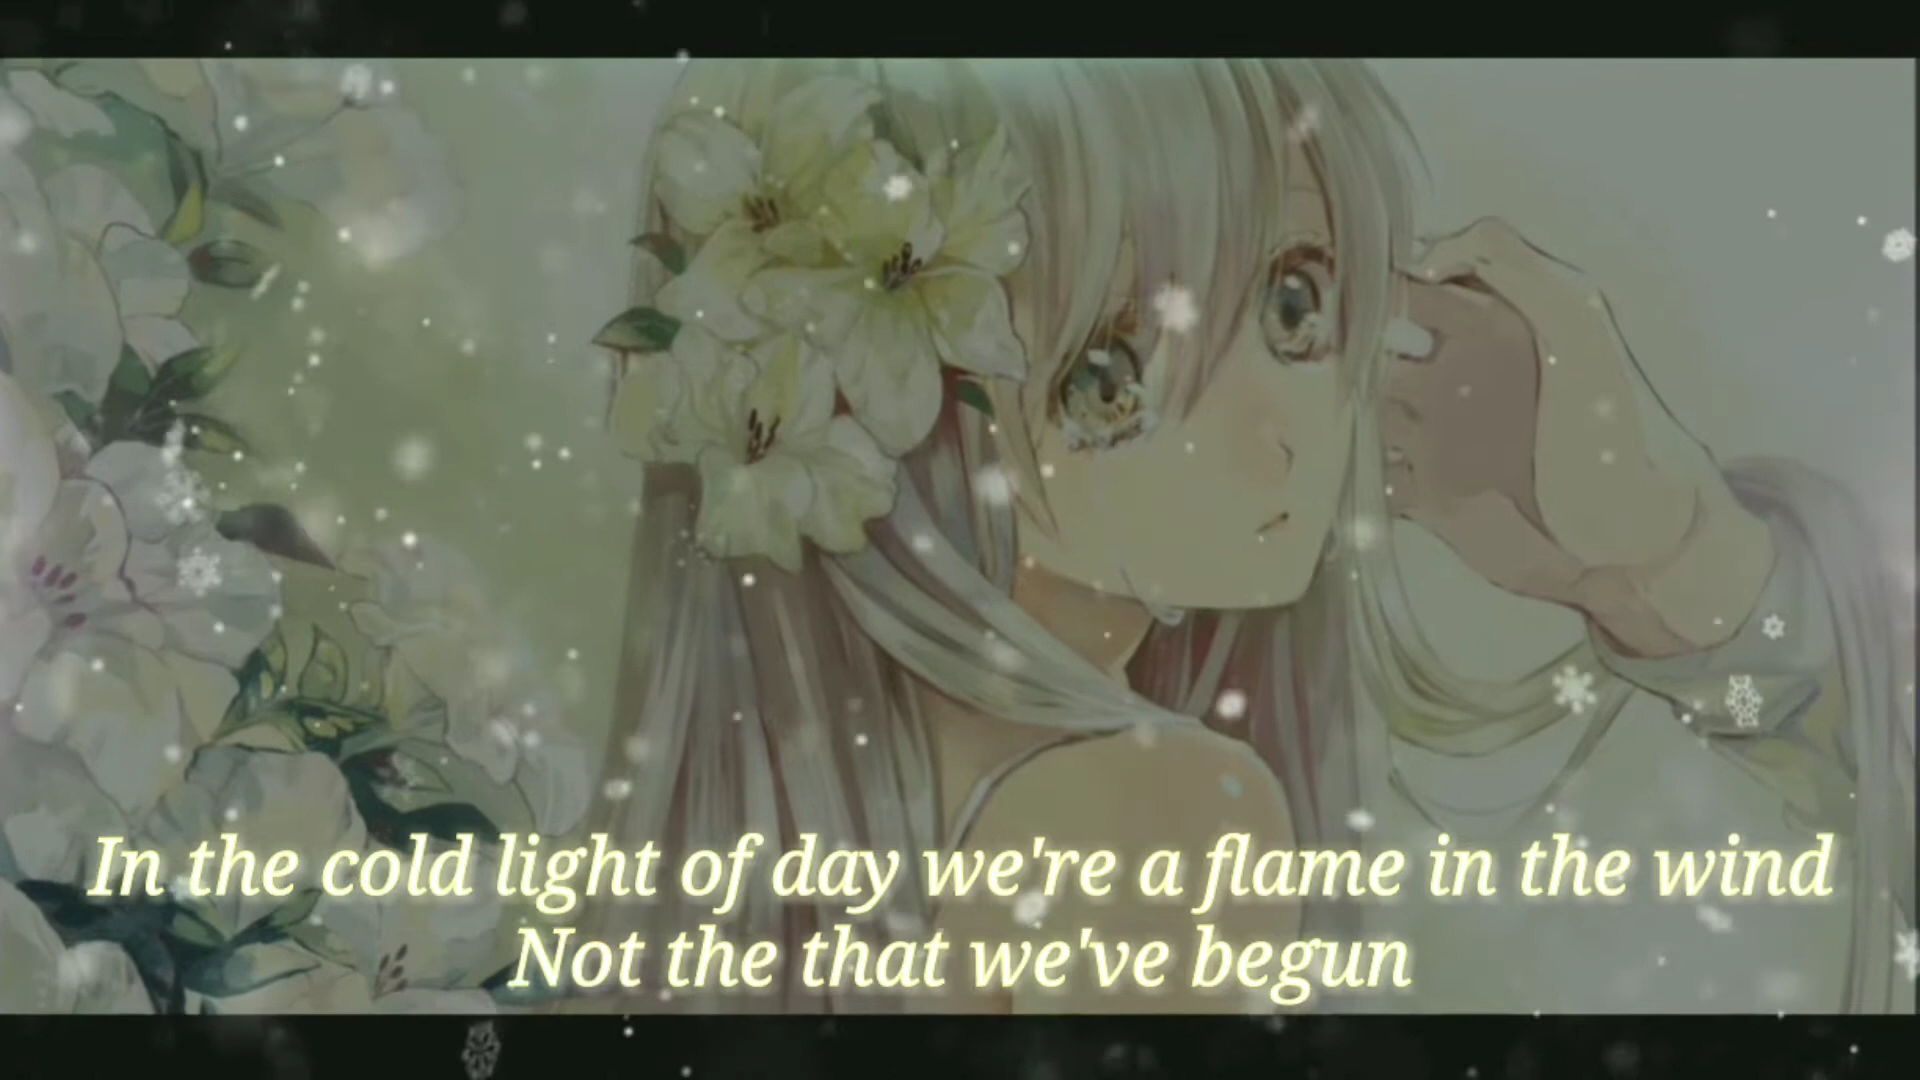 In the cold light of day we're a flame in the wind
Not the that we've begun